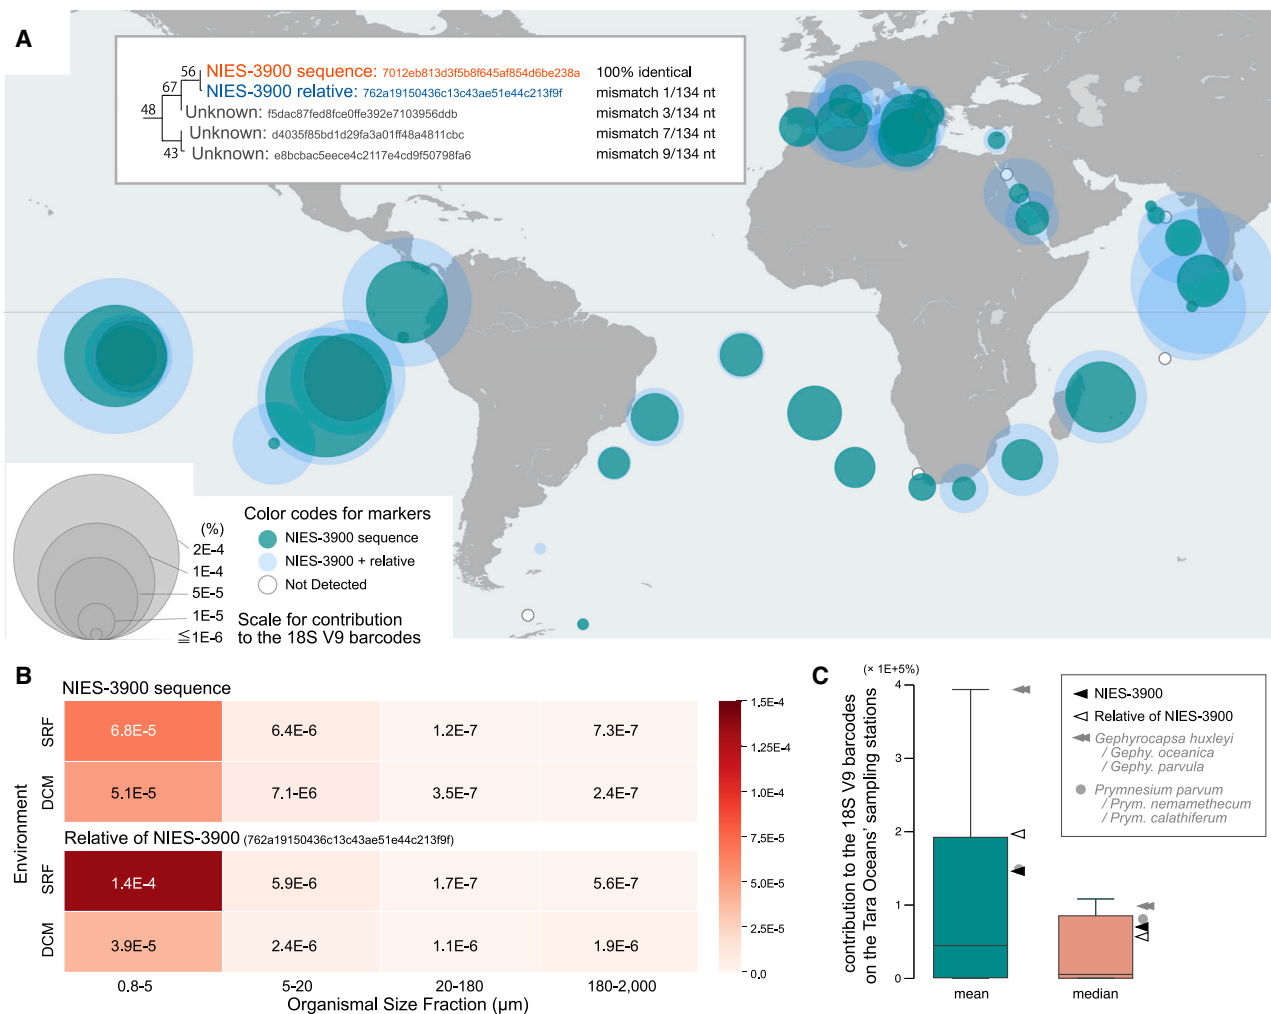 A
56
NIES-3900 sequence: 7012eb813d3f5b8f645af854d6be238a 100% identical
67
NIES-3900 relative: 762a19150436c13c43ae51e44c213f9f mismatch 1/134 nt
48
Unknown: f5dac87fed8fce0ffe392e7103956ddb mismatch 3/134 nt
Unknown: d4035f85bd1d29fa3a01ff48a4811cbc mismatch 7/134 nt
43
Unknown: e8bcbac5eece4c2117e4cd9f50798fa6 mismatch 9/134 nt
(%)
2E-4
1E-4
5E-5
1E-5
≦1E-6
Scale for contribution
to the 18S V9 barcodes
Color codes for markers
NIES-3900 sequence
NIES-3900 + relative
Not Detected
B
NIES-3900 sequence
SRF
6.8E-5 6.4E-6 1.2E-7 7.3E-7
DCM
5.1E-5 7.1-E6 3.5E-7 2.4E-7
Relative of NIES-3900 (762a19150436c13c43ae51e44c213f9f)
SRF
1.4E-4 5.9E-6 1.7E-7 5.6E-7
DCM
3.9E-5 2.4E-6 1.1E-6 1.9E-6
Environment
0.8-5 5-20 20-180 180-2,000
Organismal Size Fraction (μm)
1.5E-4
1.25E-4
1.0E-4
7.5E-5
5.0E-5
2.5E-5
0.0
C
(× 1E+5%)
contribution to the 18S V9 barcodes
on the Tara Oceans' sampling stations
4
3
2
1
0
mean
median
NIES-3900
Relative of NIES-3900
Gephyrocapsa huxleyi
/ Gephy. oceanica
/ Gephy. parvula
Prymnesium parvum
/ Prym. nemamethecum
/ Prym. calathiferum